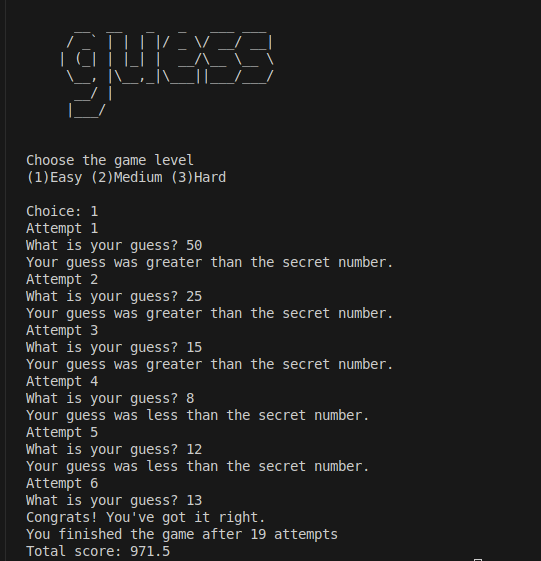 guess
Choose the game level
(1)Easy (2)Medium (3)Hard
Choice: 1
Attempt 1
What is your guess? 50
Your guess was greater than the secret number.
Attempt 2
What is your guess? 25
Your guess was greater than the secret number.
Attempt 3
What is your guess? 15
Your guess was greater than the secret number.
Attempt 4
What is your guess? 8
Your guess was less than the secret number.
Attempt 5
What is your guess? 12
Your guess was less than the secret number.
Attempt 6
What is your guess? 13
Congrats! You've got it right.
You finished the game after 19 attempts
Total score: 971.5